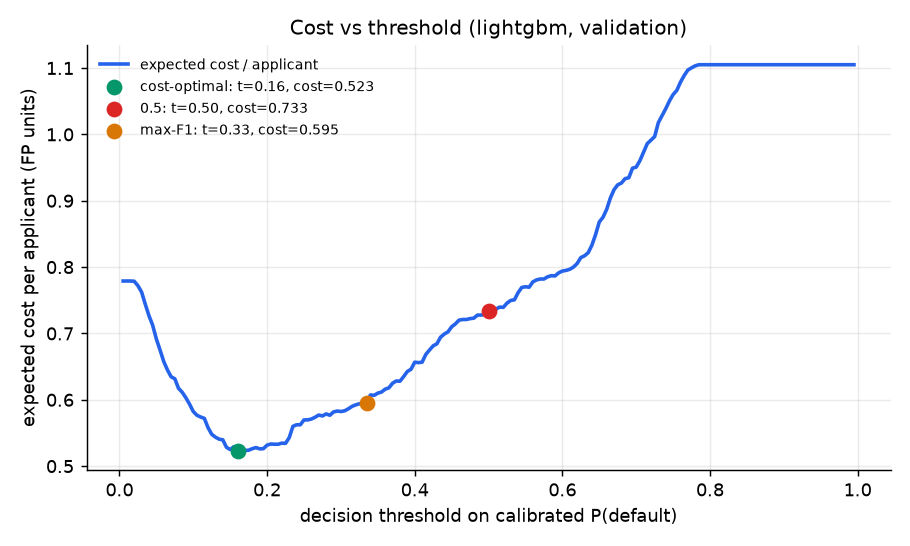 Cost vs threshold (lightgbm, validation)
expected cost / applicant
cost-optimal: t=0.16, cost=0.523
0.5: t=0.50, cost=0.733
max-F1: t=0.33, cost=0.595
expected cost per applicant (FP units)
1.1
1.0
0.9
0.8
0.7
0.6
0.5
0.0 0.2 0.4 0.6 0.8 1.0
decision threshold on calibrated P(default)